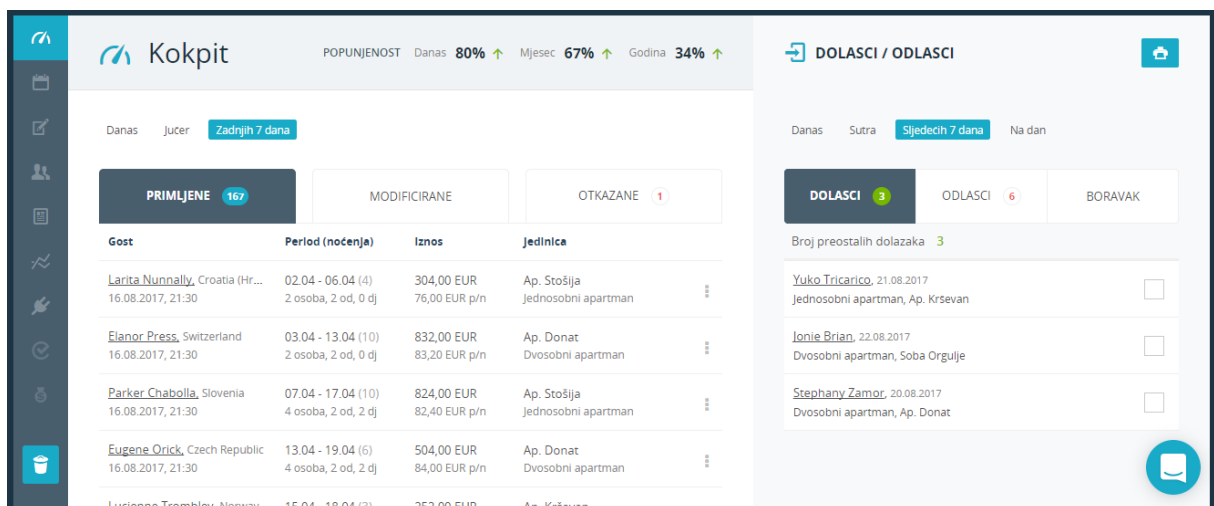 Kokpit
POPUNJENOST Danas 80% ↑ Mjesec 67% ↑ Godina 34% ↑
Danas Jučer Zadnjih 7 dana
PRIMLJENE 167 MODIFICIRANE OTKAZANE 1
Gost Period (noćenja) Iznos Jedinica
Larita Nunnally, Croatia (Hr... 02.04 - 06.04 (4) 304,00 EUR Ap. Stošija
16.08.2017, 21:30 2 osoba, 2 od, 0 dj 76,00 EUR p/n Jednosobni apartman
Elanor Press, Switzerland 03.04 - 13.04 (10) 832,00 EUR Ap. Donat
16.08.2017, 21:30 2 osoba, 2 od, 0 dj 83,20 EUR p/n Dvosobni apartman
Parker Chabolla, Slovenia 07.04 - 17.04 (10) 824,00 EUR Ap. Stošija
16.08.2017, 21:30 4 osoba, 2 od, 2 dj 82,40 EUR p/n Jednosobni apartman
Eugene Orick, Czech Republic 13.04 - 19.04 (6) 504,00 EUR Ap. Donat
16.08.2017, 21:30 4 osoba, 2 od, 2 dj 84,00 EUR p/n Dvosobni apartman
DOLASCI / ODLASCI
Danas Sutra Sljedećih 7 dana Na dan
DOLASCI 3 ODLASCI 6 BORAVAK
Broj preostalih dolazaka 3
Yuko Tricarico, 21.08.2017
Jednosobni apartman, Ap. Krševan
Jonie Brian, 22.08.2017
Dvosobni apartman, Soba Orgulje
Stephany Zamor, 20.08.2017
Dvosobni apartman, Ap. Donat